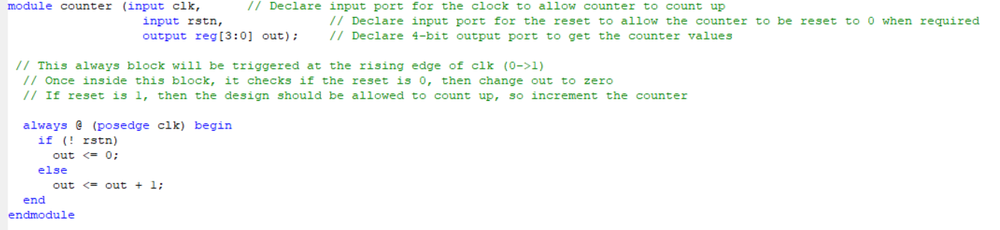 module counter (input clk,      // Declare input port for the clock to allow counter to count up
                  input rstn,              // Declare input port for the reset to allow the counter to be reset to 0 when required
                  output reg[3:0] out);    // Declare 4-bit output port to get the counter values

 // This always block will be triggered at the rising edge of clk (0->1)
  // Once inside this block, it checks if the reset is 0, then change out to zero
  // If reset is 1, then the design should be allowed to count up, so increment the counter

  always @ (posedge clk) begin
    if (! rstn)
      out <= 0;
    else
      out <= out + 1;
  end
endmodule